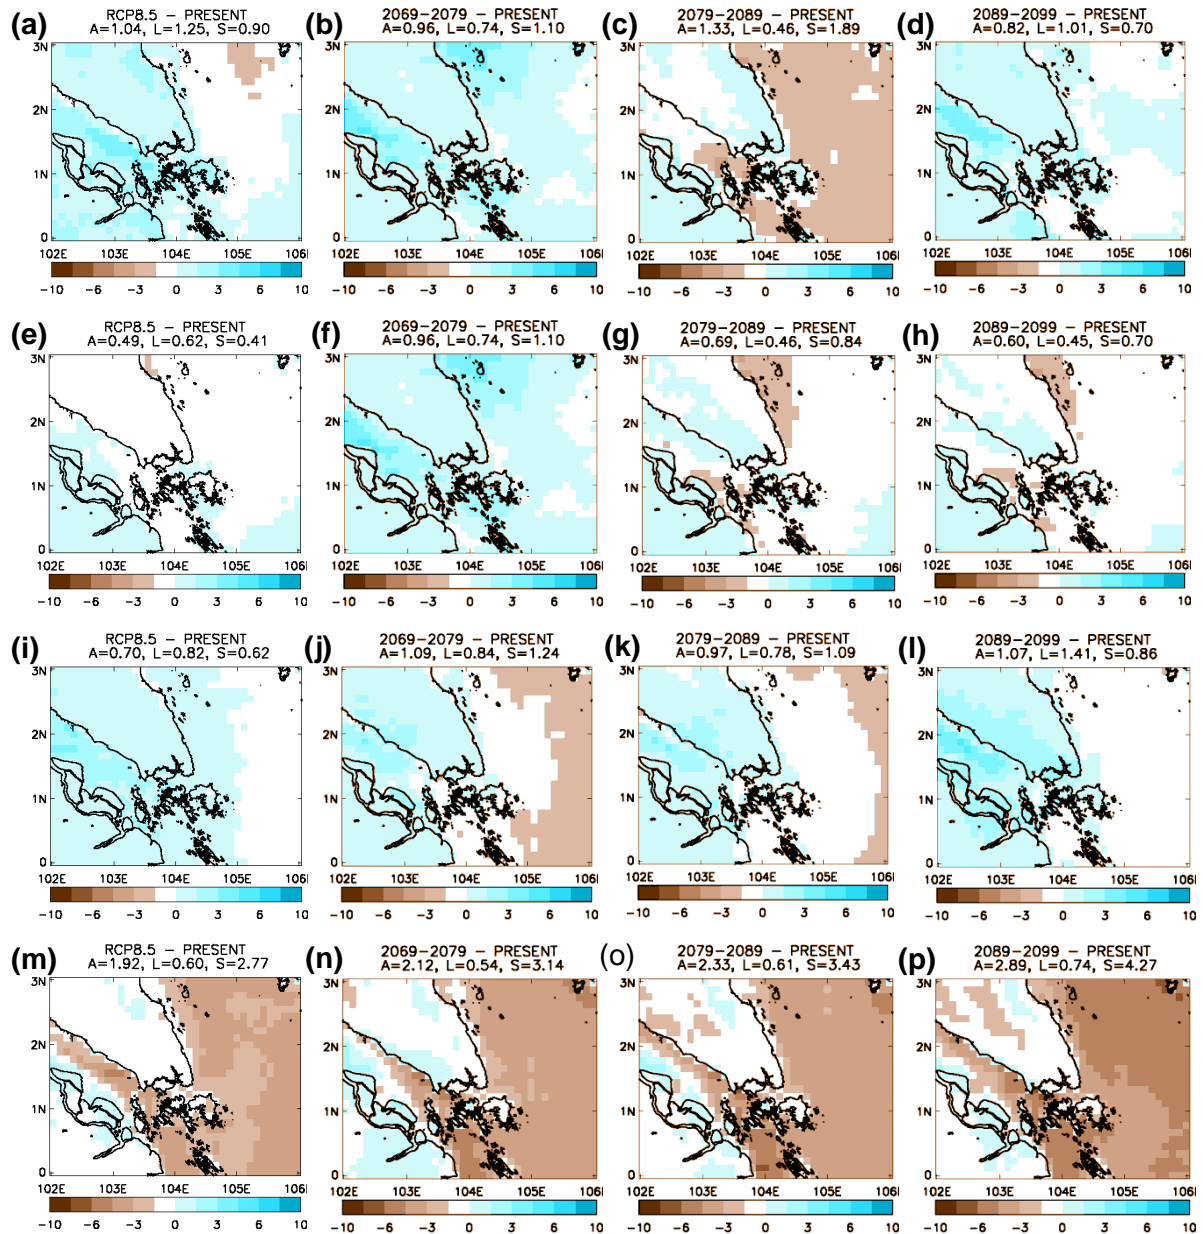 (a) RCP8.5 − PRESENT
A=1.04, L=1.25, S=0.90
(b) 2069−2079 − PRESENT
A=0.96, L=0.74, S=1.10
(c) 2079−2089 − PRESENT
A=1.33, L=0.46, S=1.89
(d) 2089−2099 − PRESENT
A=0.82, L=1.01, S=0.70
3N 3N 3N 3N
2N 2N 2N 2N
1N 1N 1N 1N
0 0 0 0
102E 103E 104E 105E 106 102E 103E 104E 105E 106 102E 103E 104E 105E 106 102E 103E 104E 105E 106
−10 −6 −3 0 3 6 10 −10 −6 −3 0 3 6 10 −10 −6 −3 0 3 6 10 −10 −6 −3 0 3 6 10
(e) RCP8.5 − PRESENT
A=0.49, L=0.62, S=0.41
(f) 2069−2079 − PRESENT
A=0.96, L=0.74, S=1.10
(g) 2079−2089 − PRESENT
A=0.69, L=0.46, S=0.84
(h) 2089−2099 − PRESENT
A=0.60, L=0.45, S=0.70
3N 3N 3N 3N
2N 2N 2N 2N
1N 1N 1N 1N
0 0 0 0
102E 103E 104E 105E 106 102E 103E 104E 105E 106 102E 103E 104E 105E 106 102E 103E 104E 105E 106
−10 −6 −3 0 3 6 10 −10 −6 −3 0 3 6 10 −10 −6 −3 0 3 6 10 −10 −6 −3 0 3 6 10
(i) RCP8.5 − PRESENT
A=0.70, L=0.82, S=0.62
(j) 2069−2079 − PRESENT
A=1.09, L=0.84, S=1.24
(k) 2079−2089 − PRESENT
A=0.97, L=0.78, S=1.09
(l) 2089−2099 − PRESENT
A=1.07, L=1.41, S=0.86
3N 3N 3N 3N
2N 2N 2N 2N
1N 1N 1N 1N
0 0 0 0
102E 103E 104E 105E 106 102E 103E 104E 105E 106 102E 103E 104E 105E 106 102E 103E 104E 105E 106
−10 −6 −3 0 3 6 10 −10 −6 −3 0 3 6 10 −10 −6 −3 0 3 6 10 −10 −6 −3 0 3 6 10
(m) RCP8.5 − PRESENT
A=1.92, L=0.60, S=2.77
(n) 2069−2079 − PRESENT
A=2.12, L=0.54, S=3.14
(o) 2079−2089 − PRESENT
A=2.33, L=0.61, S=3.43
(p) 2089−2099 − PRESENT
A=2.89, L=0.74, S=4.27
3N 3N 3N 3N
2N 2N 2N 2N
1N 1N 1N 1N
0 0 0 0
102E 103E 104E 105E 106 102E 103E 104E 105E 106 102E 103E 104E 105E 106 102E 103E 104E 105E 106
−10 −6 −3 0 3 6 10 −10 −6 −3 0 3 6 10 −10 −6 −3 0 3 6 10 −10 −6 −3 0 3 6 10